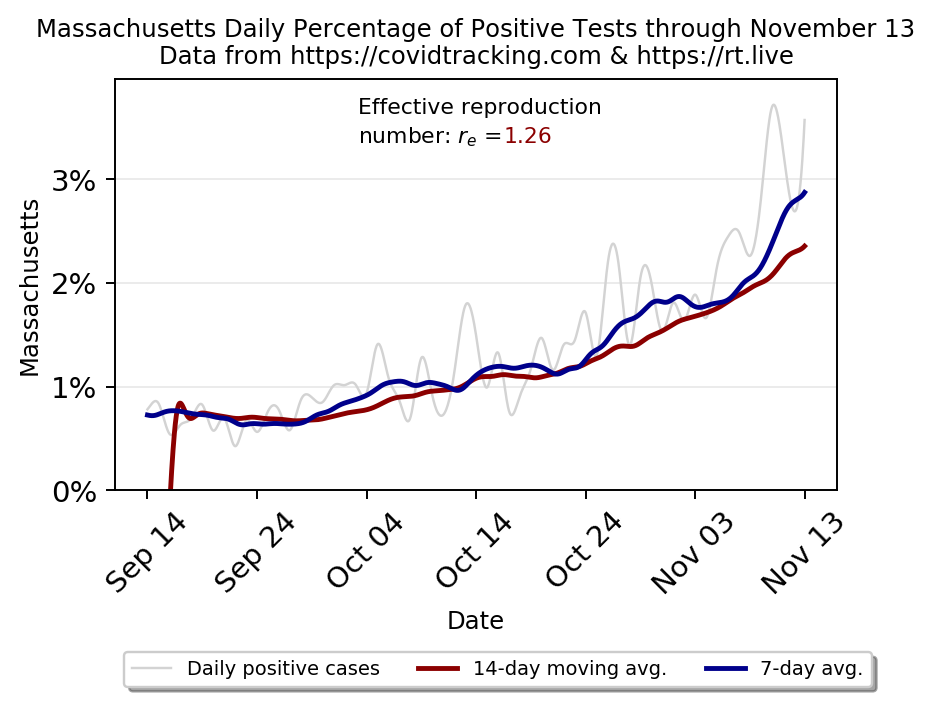 Massachusetts Daily Percentage of Positive Tests through November 13
Data from https://covidtracking.com & https://rt.live
Effective reproduction
number: rₑ =1.26
Massachusetts
3%
2%
1%
0%
Sep 14
Sep 24
Oct 04
Oct 14
Oct 24
Nov 03
Nov 13
Date
Daily positive cases
14-day moving avg.
7-day avg.